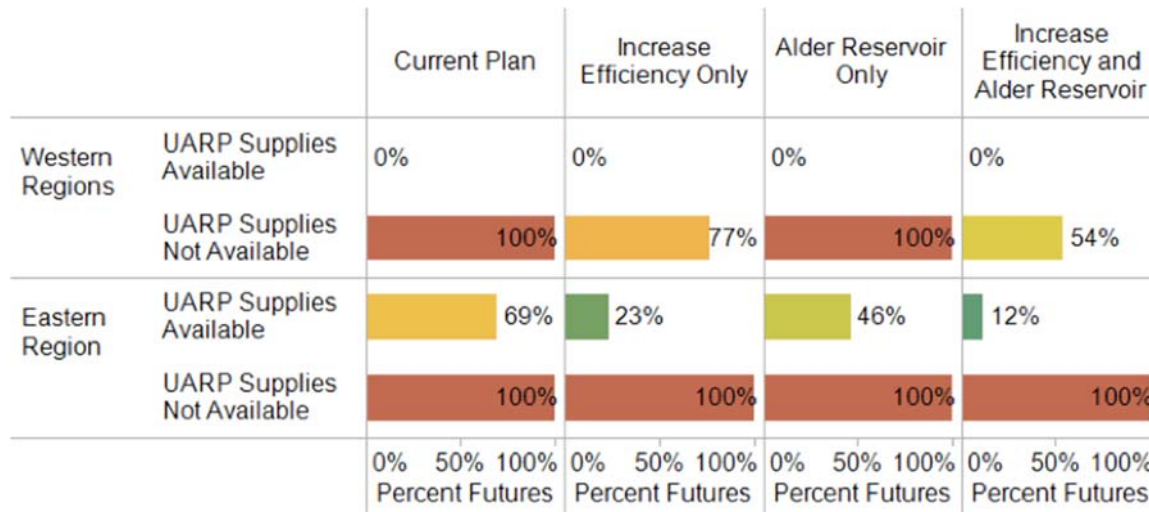 Current Plan
Increase
Efficiency Only
Alder Reservoir
Only
Increase
Efficiency and
Alder Reservoir
Western
Regions
UARP Supplies
Available
0%
0%
0%
0%
UARP Supplies
Not Available
100%
77%
100%
54%
Eastern
Region
UARP Supplies
Available
69%
23%
46%
12%
UARP Supplies
Not Available
100%
100%
100%
100%
0% 50% 100%
Percent Futures
0% 50% 100%
Percent Futures
0% 50% 100%
Percent Futures
0% 50% 100%
Percent Futures